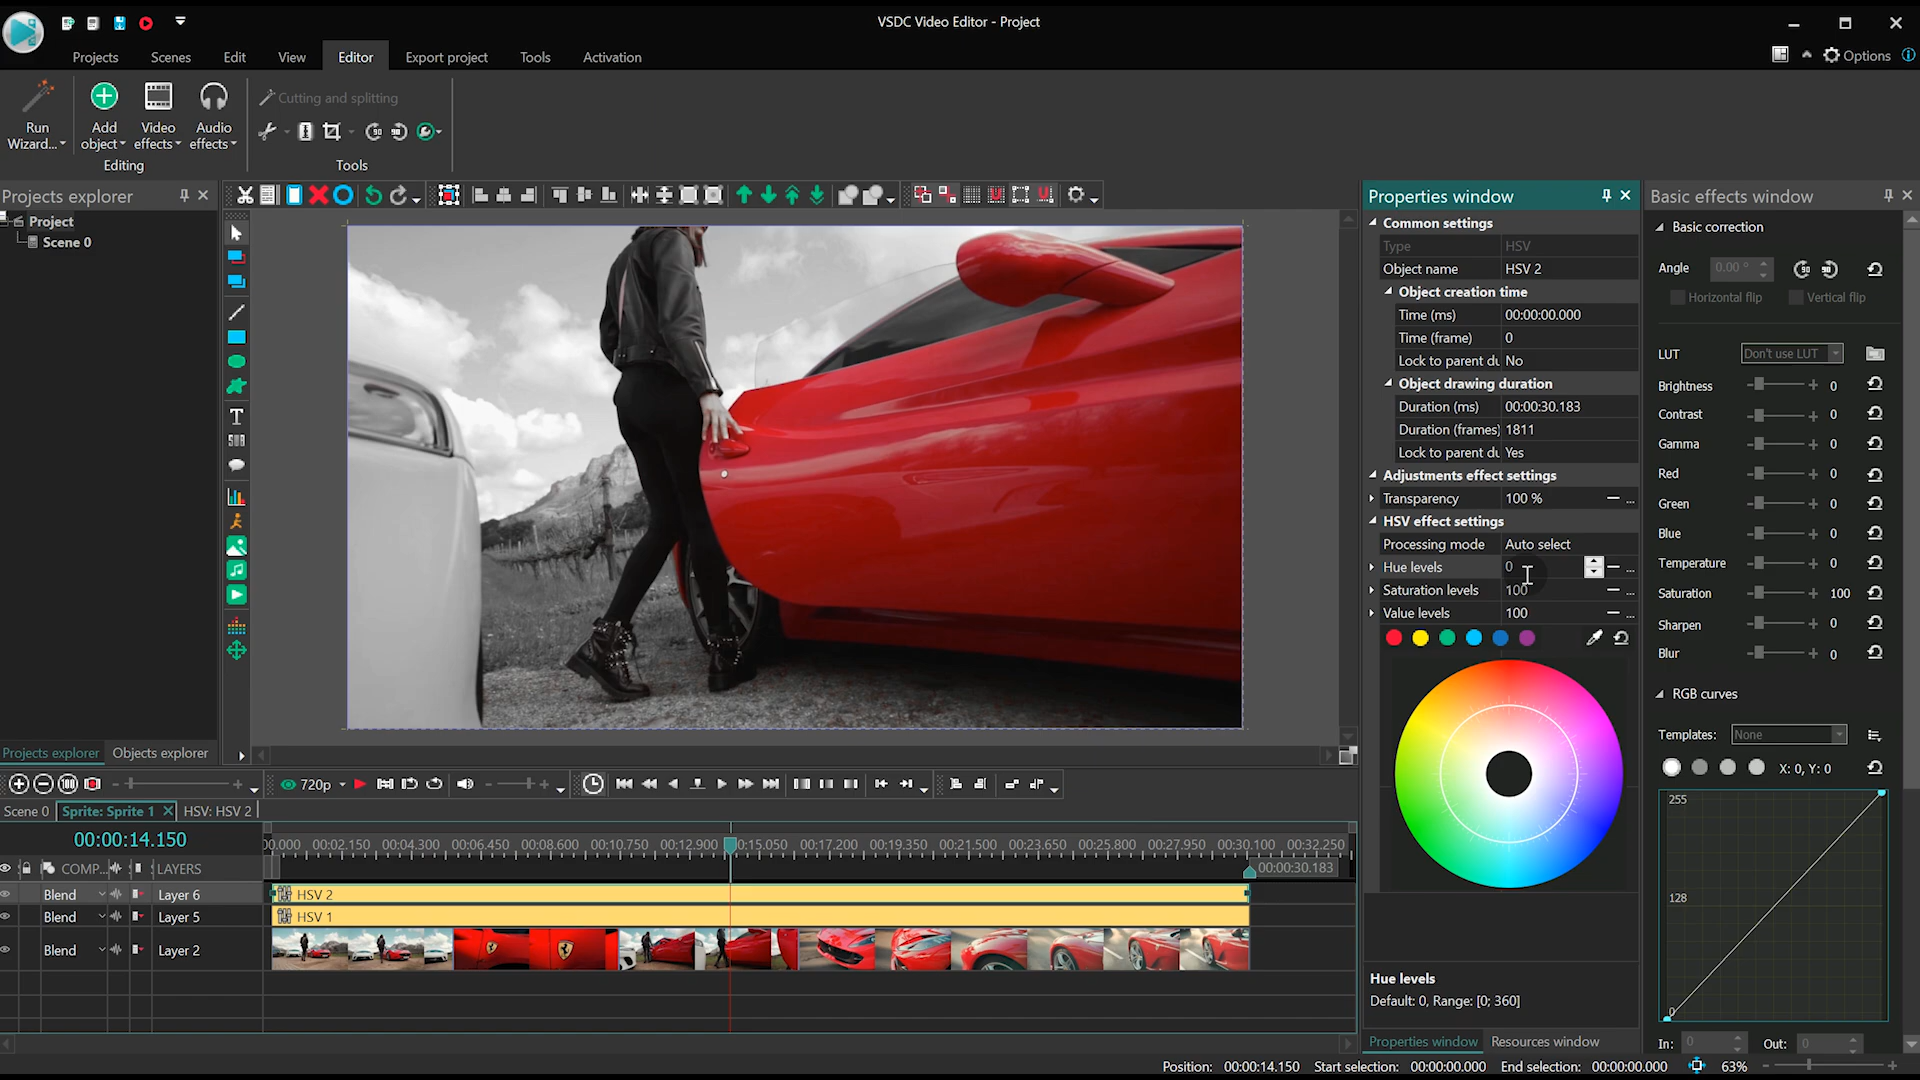 VSDC Video Editor - Project
Projects
Scenes
Edit
View
Editor
Export project
Tools
Activation
Options
Run
Wizard...
Add
object
Video
effects
Audio
effects
Editing
Cutting and splitting
Tools
Projects explorer
Project
Scene 0
Projects explorer
Objects explorer
Properties window
Common settings
Type HSV
Object name HSV 2
Object creation time
Time (ms) 00:00:00.000
Time (frame) 0
Lock to parent du No
Object drawing duration
Duration (ms) 00:00:30.183
Duration (frames) 1811
Lock to parent du Yes
Adjustments effect settings
Transparency 100 %
HSV effect settings
Processing mode Auto select
Hue levels 0
Saturation levels 100
Value levels 100
Hue levels
Default: 0, Range: [0; 360]
Properties window
Resources window
Basic effects window
Basic correction
Angle 0.00 °
Horizontal flip
Vertical flip
LUT Don't use LUT
Brightness 0
Contrast 0
Gamma 0
Red 0
Green 0
Blue 0
Temperature 0
Saturation 100
Sharpen 0
Blur 0
RGB curves
Templates: None
X: 0, Y: 0
255
128
0
In: 0
Out: 0
720p
Scene 0
Sprite: Sprite 1
HSV: HSV 2
00:00:14.150
00.000 00:02.150 00:04.300 00:06.450 00:08.600 00:10.750 00:12.900 0:15.050 00:17.200 00:19.350 00:21.500 00:23.650 00:25.800 00:27.950 00:30.100 00:32.250
00:00:30.183
COMP...
LAYERS
Blend Layer 6
HSV 2
Blend Layer 5
HSV 1
Blend Layer 2
Position: 00:00:14.150 Start selection: 00:00:00.000 End selection: 00:00:00.000 63%